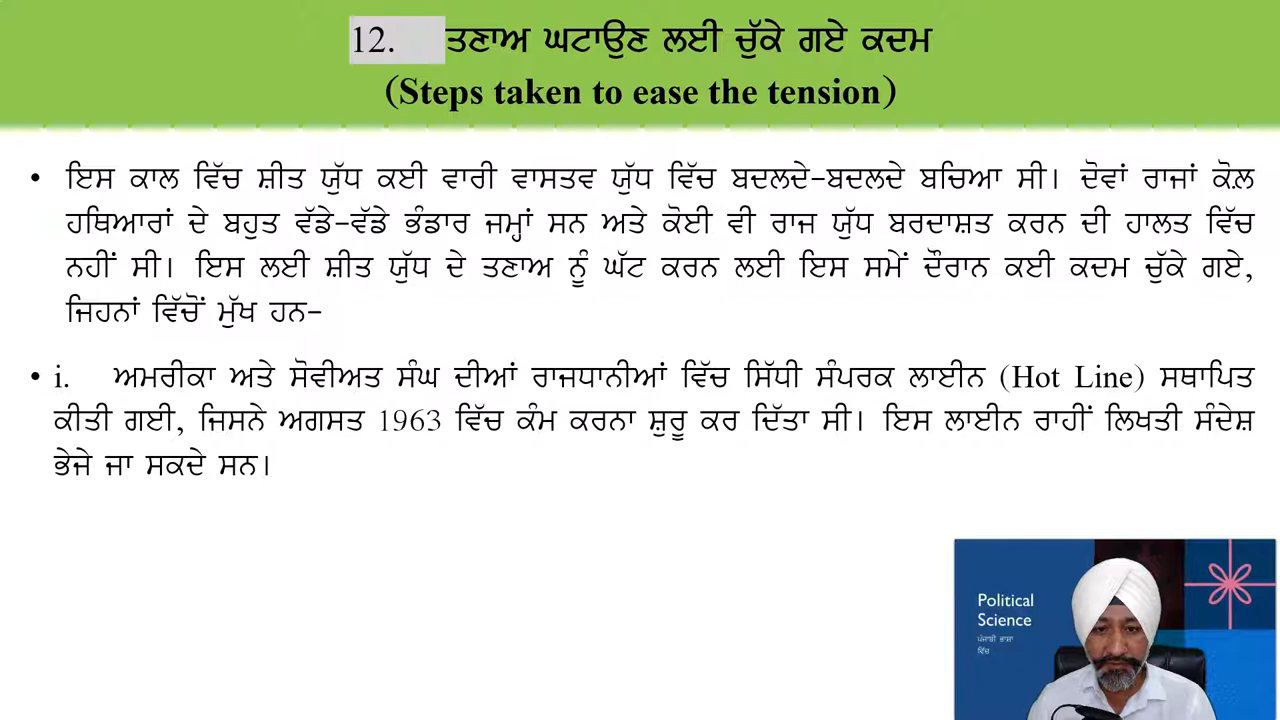 12. ਤਣਾਅ ਘਟਾਉਣ ਲਈ ਚੁੱਕੇ ਗਏ ਕਦਮ
(Steps taken to ease the tension)
• ਇਸ ਕਾਲ ਵਿੱਚ ਸ਼ੀਤ ਯੁੱਧ ਕਈ ਵਾਰੀ ਵਾਸਤਵ ਯੁੱਧ ਵਿੱਚ ਬਦਲਦੇ-ਬਦਲਦੇ ਬਚਿਆ ਸੀ। ਦੋਵਾਂ ਰਾਜਾਂ ਕੋਲ਼
ਹਥਿਆਰਾਂ ਦੇ ਬਹੁਤ ਵੱਡੇ-ਵੱਡੇ ਭੰਡਾਰ ਜਮ੍ਹਾਂ ਸਨ ਅਤੇ ਕੋਈ ਵੀ ਰਾਜ ਯੁੱਧ ਬਰਦਾਸ਼ਤ ਕਰਨ ਦੀ ਹਾਲਤ ਵਿੱਚ
ਨਹੀਂ ਸੀ। ਇਸ ਲਈ ਸ਼ੀਤ ਯੁੱਧ ਦੇ ਤਣਾਅ ਨੂੰ ਘੱਟ ਕਰਨ ਲਈ ਇਸ ਸਮੇਂ ਦੌਰਾਨ ਕਈ ਕਦਮ ਚੁੱਕੇ ਗਏ,
ਜਿਹਨਾਂ ਵਿੱਚੋਂ ਮੁੱਖ ਹਨ-
• i. ਅਮਰੀਕਾ ਅਤੇ ਸੋਵੀਅਤ ਸੰਘ ਦੀਆਂ ਰਾਜਧਾਨੀਆਂ ਵਿੱਚ ਸਿੱਧੀ ਸੰਪਰਕ ਲਾਈਨ (Hot Line) ਸਥਾਪਿਤ
ਕੀਤੀ ਗਈ, ਜਿਸਨੇ ਅਗਸਤ 1963 ਵਿੱਚ ਕੰਮ ਕਰਨਾ ਸ਼ੁਰੂ ਕਰ ਦਿੱਤਾ ਸੀ। ਇਸ ਲਾਈਨ ਰਾਹੀਂ ਲਿਖਤੀ ਸੰਦੇਸ਼
ਭੇਜੇ ਜਾ ਸਕਦੇ ਸਨ।
Political
Science
ਪੰਜਾਬੀ ਭਾਸ਼ਾ
ਵਿੱਚ